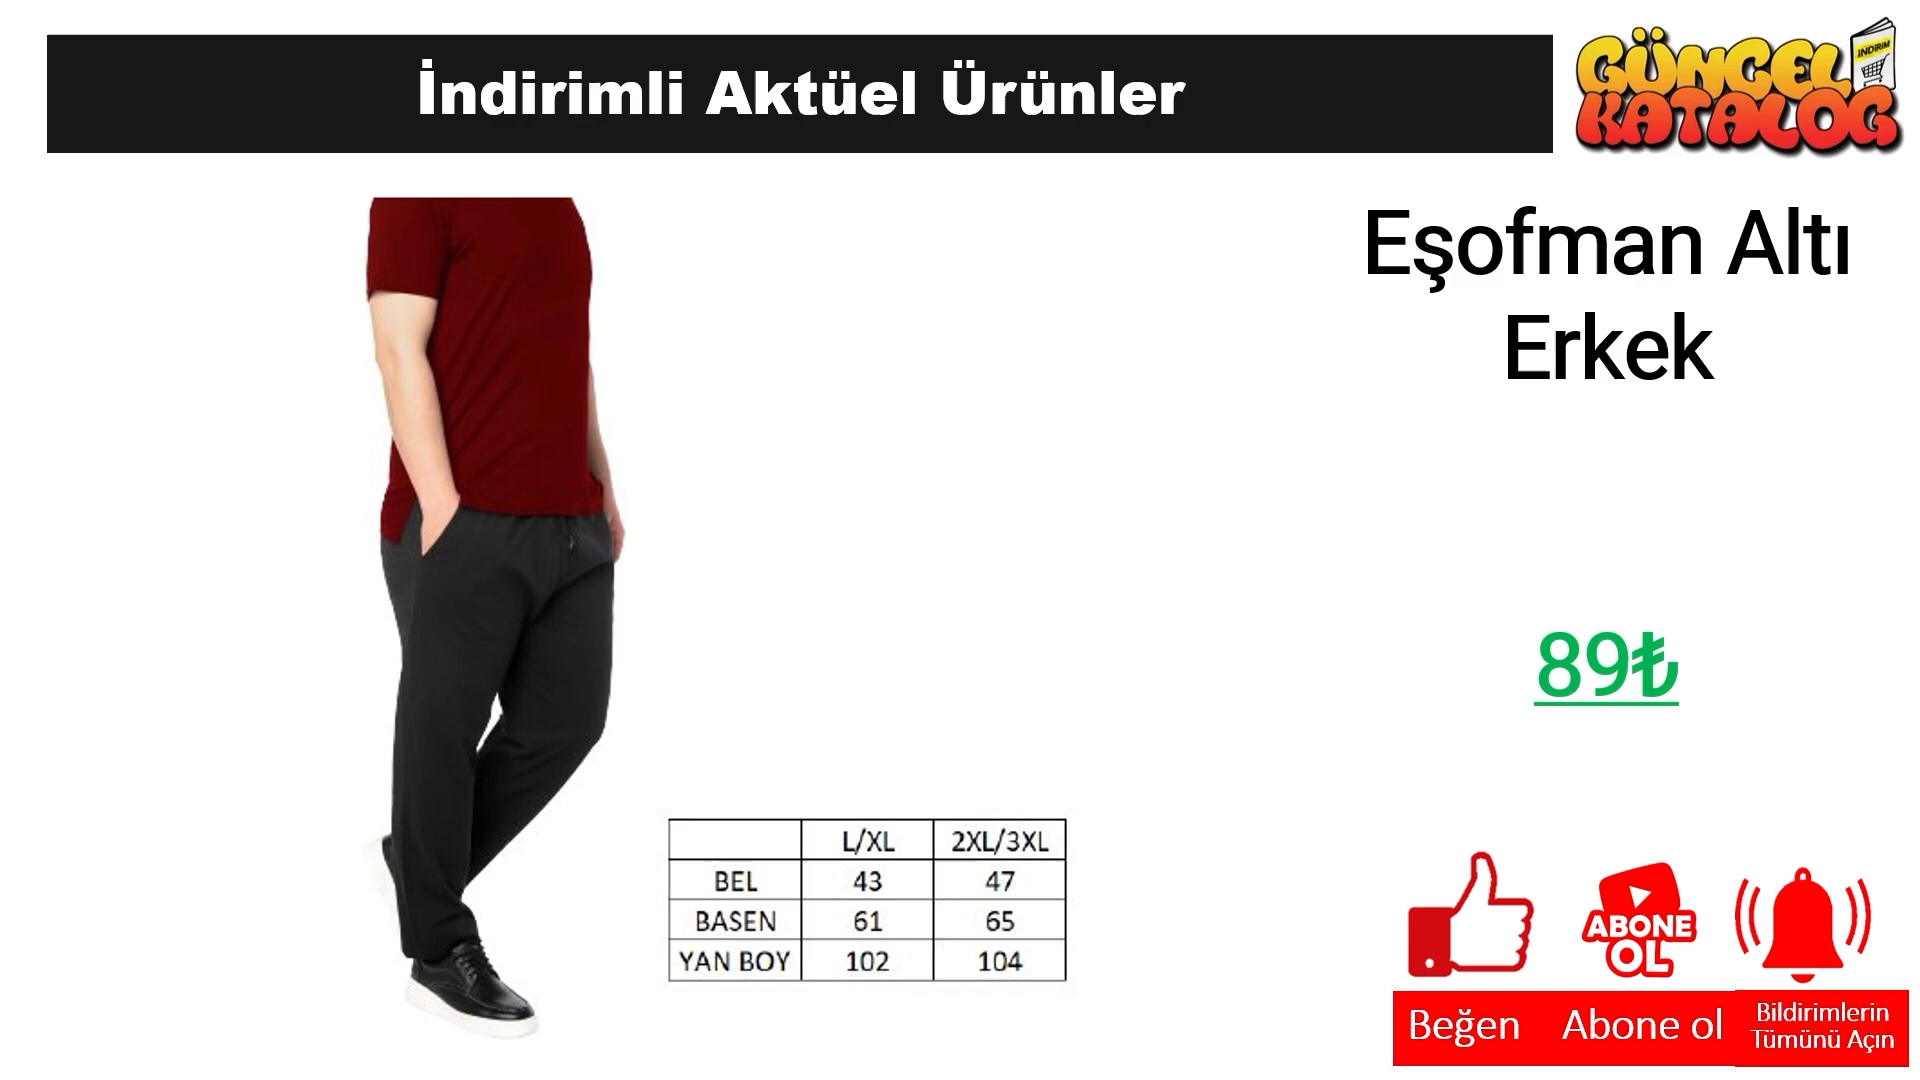 İndirimli Aktüel Ürünler
GÜNCEL
KATALOG
İNDİRİM
Eşofman Altı
Erkek
89₺
L/XL 2XL/3XL
BEL 43 47
BASEN 61 65
YAN BOY 102 104
ABONE
OL
Beğen
Abone ol
Bildirimlerin
Tümünü Açın